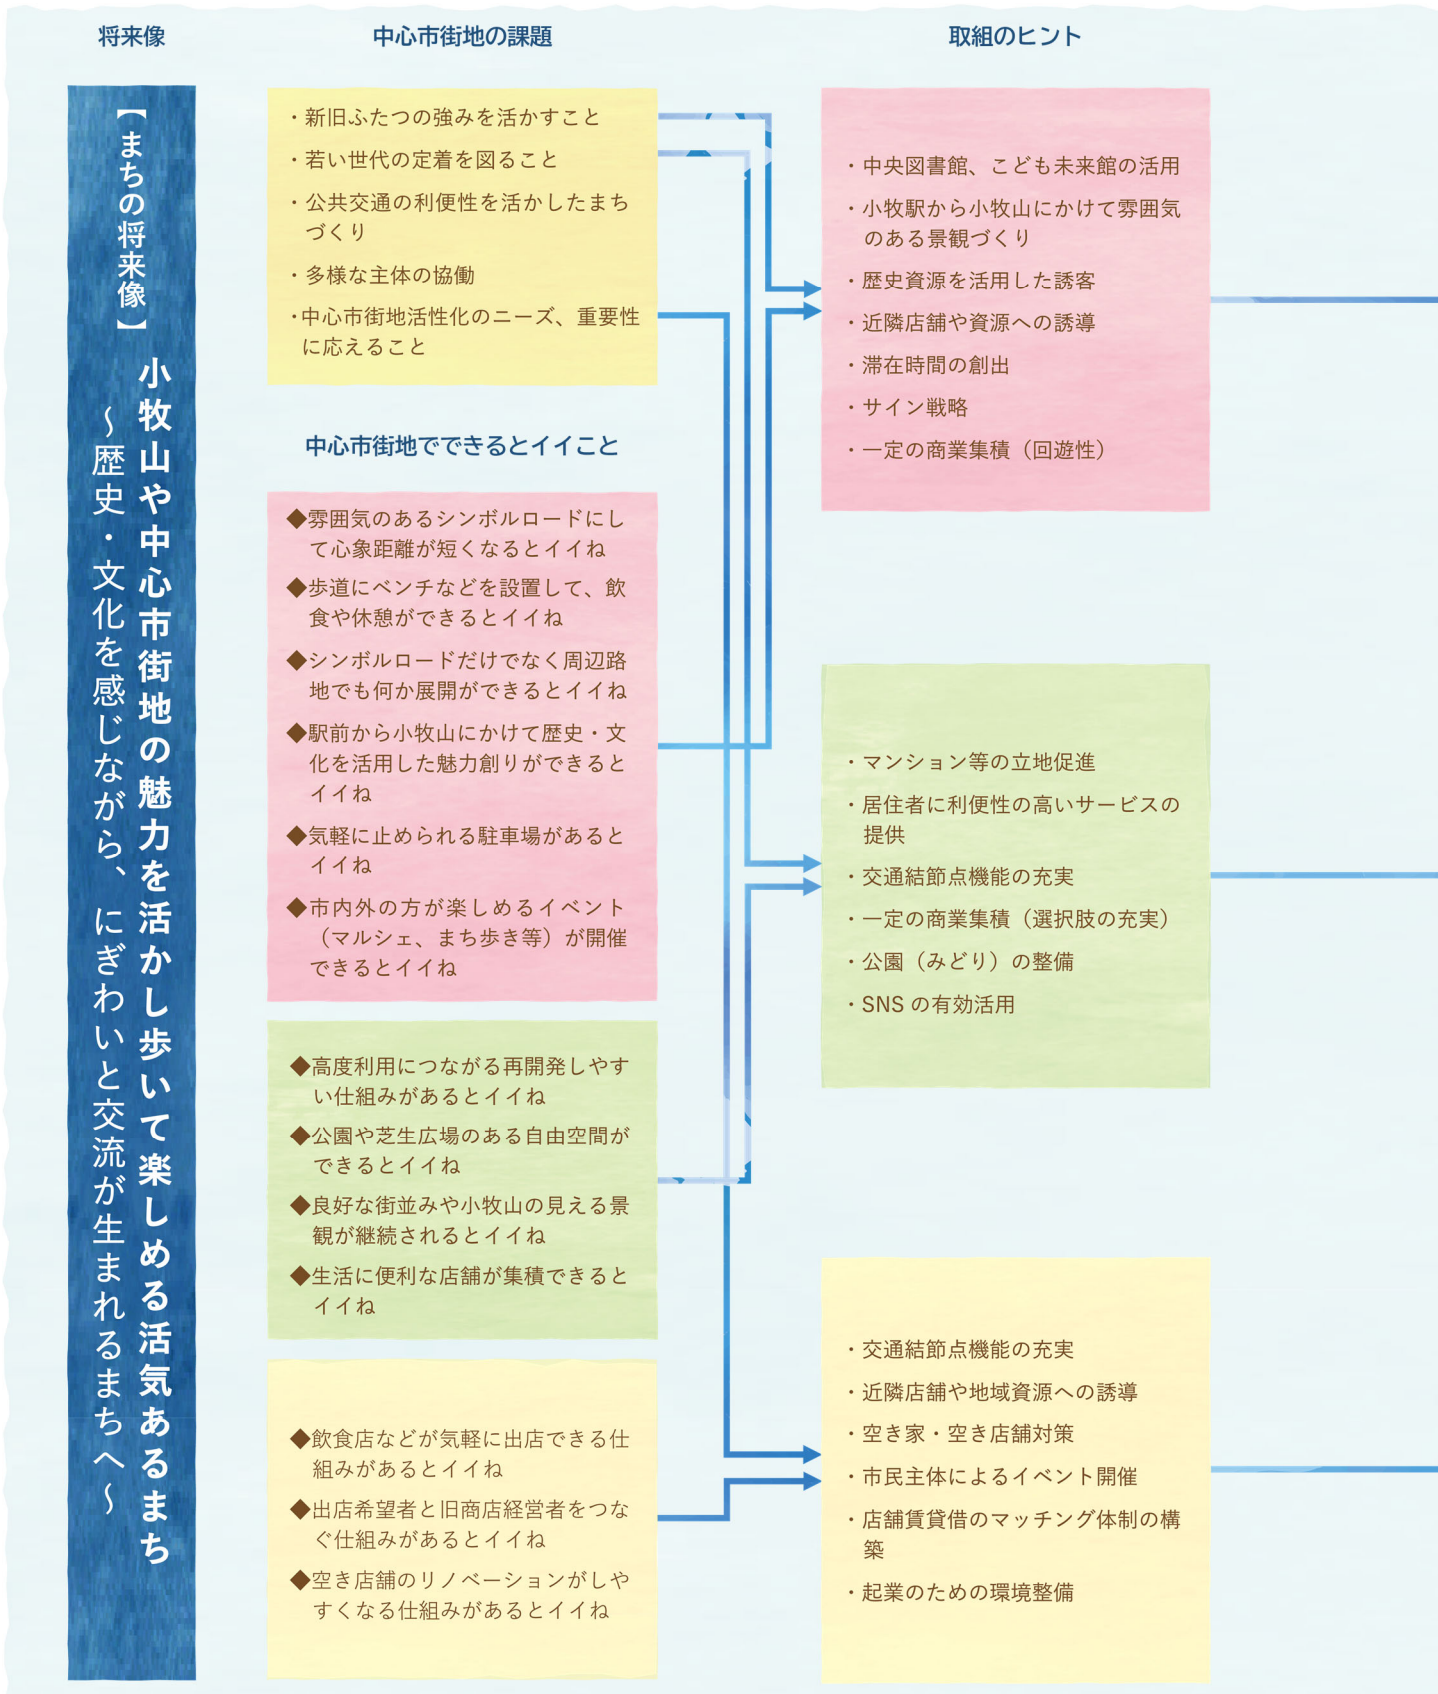 将来像
【まちの将来像】
小牧山や中心市街地の魅力を活かし歩いて楽しめる活気あるまち
～歴史・文化を感じながら、にぎわいと交流が生まれるまちへ～
中心市街地の課題
・新旧ふたつの強みを活かすこと
・若い世代の定着を図ること
・公共交通の利便性を活かしたまち
づくり
・多様な主体の協働
・中心市街地活性化のニーズ、重要性
に応えること
中心市街地でできるとイイこと
◆雰囲気のあるシンボルロードにし
て心象距離が短くなるとイイね
◆歩道にベンチなどを設置して、飲
食や休憩ができるとイイね
◆シンボルロードだけでなく周辺路
地でも何か展開ができるとイイね
◆駅前から小牧山にかけて歴史・文
化を活用した魅力創りができると
イイね
◆気軽に止められる駐車場があると
イイね
◆市内外の方が楽しめるイベント
（マルシェ、まち歩き等）が開催
できるとイイね
◆高度利用につながる再開発しやす
い仕組みがあるとイイね
◆公園や芝生広場のある自由空間が
できるとイイね
◆良好な街並みや小牧山の見える景
観が継続されるとイイね
◆生活に便利な店舗が集積できると
イイね
◆飲食店などが気軽に出店できる仕
組みがあるとイイね
◆出店希望者と旧商店経営者をつな
ぐ仕組みがあるとイイね
◆空き店舗のリノベーションがしや
すくなる仕組みがあるとイイね
取組のヒント
・中央図書館、こども未来館の活用
・小牧駅から小牧山にかけて雰囲気
のある景観づくり
・歴史資源を活用した誘客
・近隣店舗や資源への誘導
・滞在時間の創出
・サイン戦略
・一定の商業集積（回遊性）
・マンション等の立地促進
・居住者に利便性の高いサービスの
提供
・交通結節点機能の充実
・一定の商業集積（選択肢の充実）
・公園（みどり）の整備
・SNS の有効活用
・交通結節点機能の充実
・近隣店舗や地域資源への誘導
・空き家・空き店舗対策
・市民主体によるイベント開催
・店舗賃貸借のマッチング体制の構
築
・起業のための環境整備